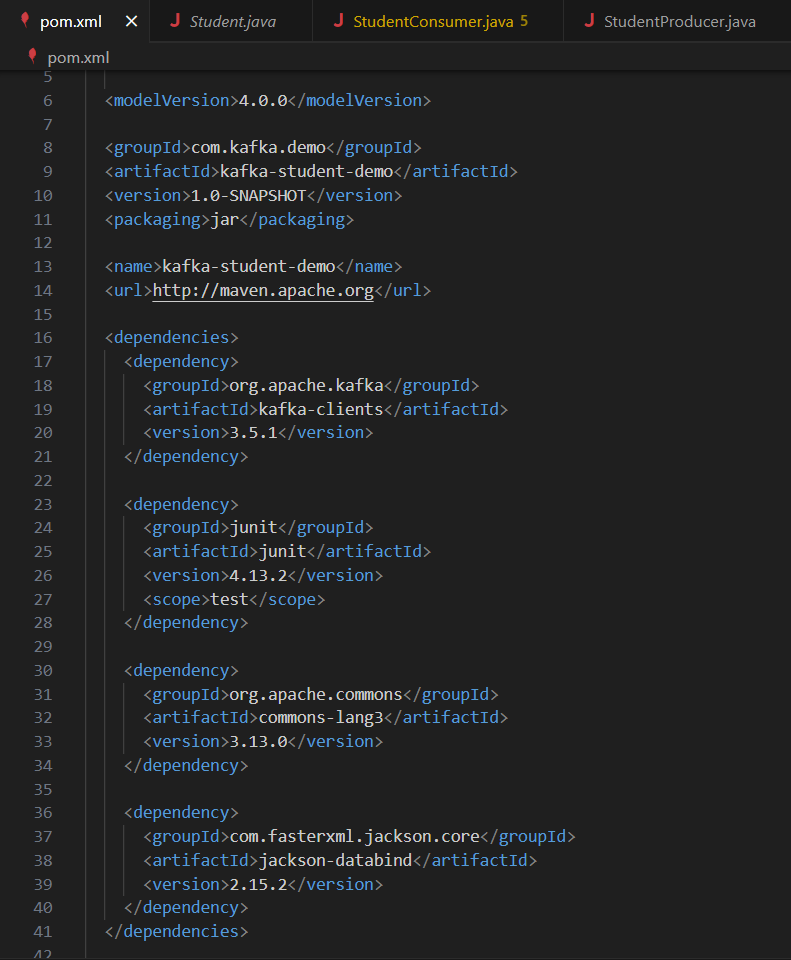 pom.xml × Student.java StudentConsumer.java 5 StudentProducer.java
pom.xml
5
6 <modelVersion>4.0.0</modelVersion>
7
8 <groupId>com.kafka.demo</groupId>
9 <artifactId>kafka-student-demo</artifactId>
10 <version>1.0-SNAPSHOT</version>
11 <packaging>jar</packaging>
12
13 <name>kafka-student-demo</name>
14 <url>http://maven.apache.org</url>
15
16 <dependencies>
17 <dependency>
18 <groupId>org.apache.kafka</groupId>
19 <artifactId>kafka-clients</artifactId>
20 <version>3.5.1</version>
21 </dependency>
22
23 <dependency>
24 <groupId>junit</groupId>
25 <artifactId>junit</artifactId>
26 <version>4.13.2</version>
27 <scope>test</scope>
28 </dependency>
29
30 <dependency>
31 <groupId>org.apache.commons</groupId>
32 <artifactId>commons-lang3</artifactId>
33 <version>3.13.0</version>
34 </dependency>
35
36 <dependency>
37 <groupId>com.fasterxml.jackson.core</groupId>
38 <artifactId>jackson-databind</artifactId>
39 <version>2.15.2</version>
40 </dependency>
41 </dependencies>
42